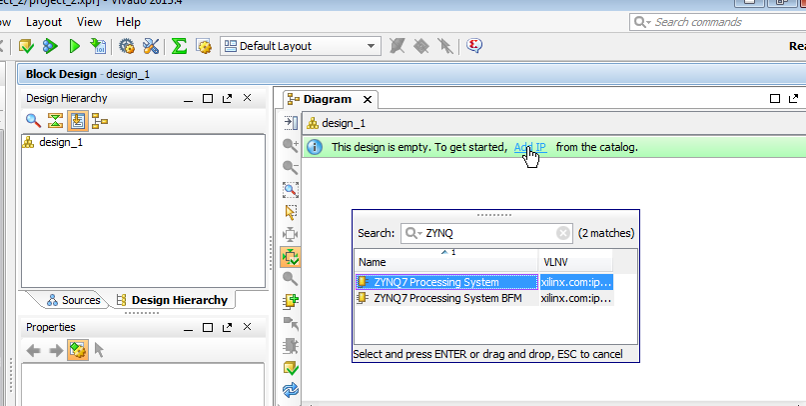 ect_2/project_2.xprj - Vivado 2015.4
ow Layout View Help
Search commands
Default Layout
Rea
Block Design - design_1
Design Hierarchy
design_1
Sources
Design Hierarchy
Properties
Diagram
design_1
This design is empty. To get started, Add IP from the catalog.
Search: ZYNQ (2 matches)
Name 1 VLNV
ZYNQ7 Processing System xilinx.com:ip...
ZYNQ7 Processing System BFM xilinx.com:ip...
Select and press ENTER or drag and drop, ESC to cancel